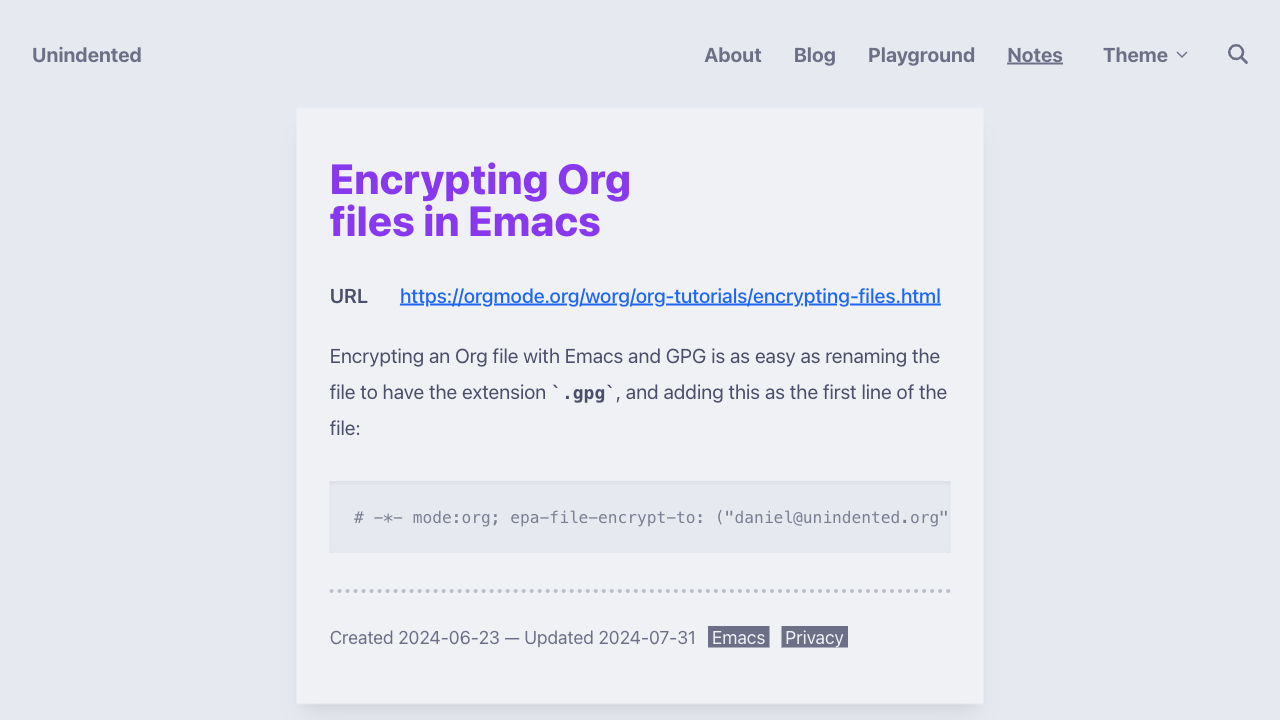 Unindented
About Blog Playground Notes Theme
Encrypting Org
files in Emacs
URL https://orgmode.org/worg/org-tutorials/encrypting-files.html
Encrypting an Org file with Emacs and GPG is as easy as renaming the
file to have the extension `.gpg`, and adding this as the first line of the
file:
# -*- mode:org; epa-file-encrypt-to: ("daniel@unindented.org"
Created 2024-06-23 — Updated 2024-07-31 Emacs Privacy